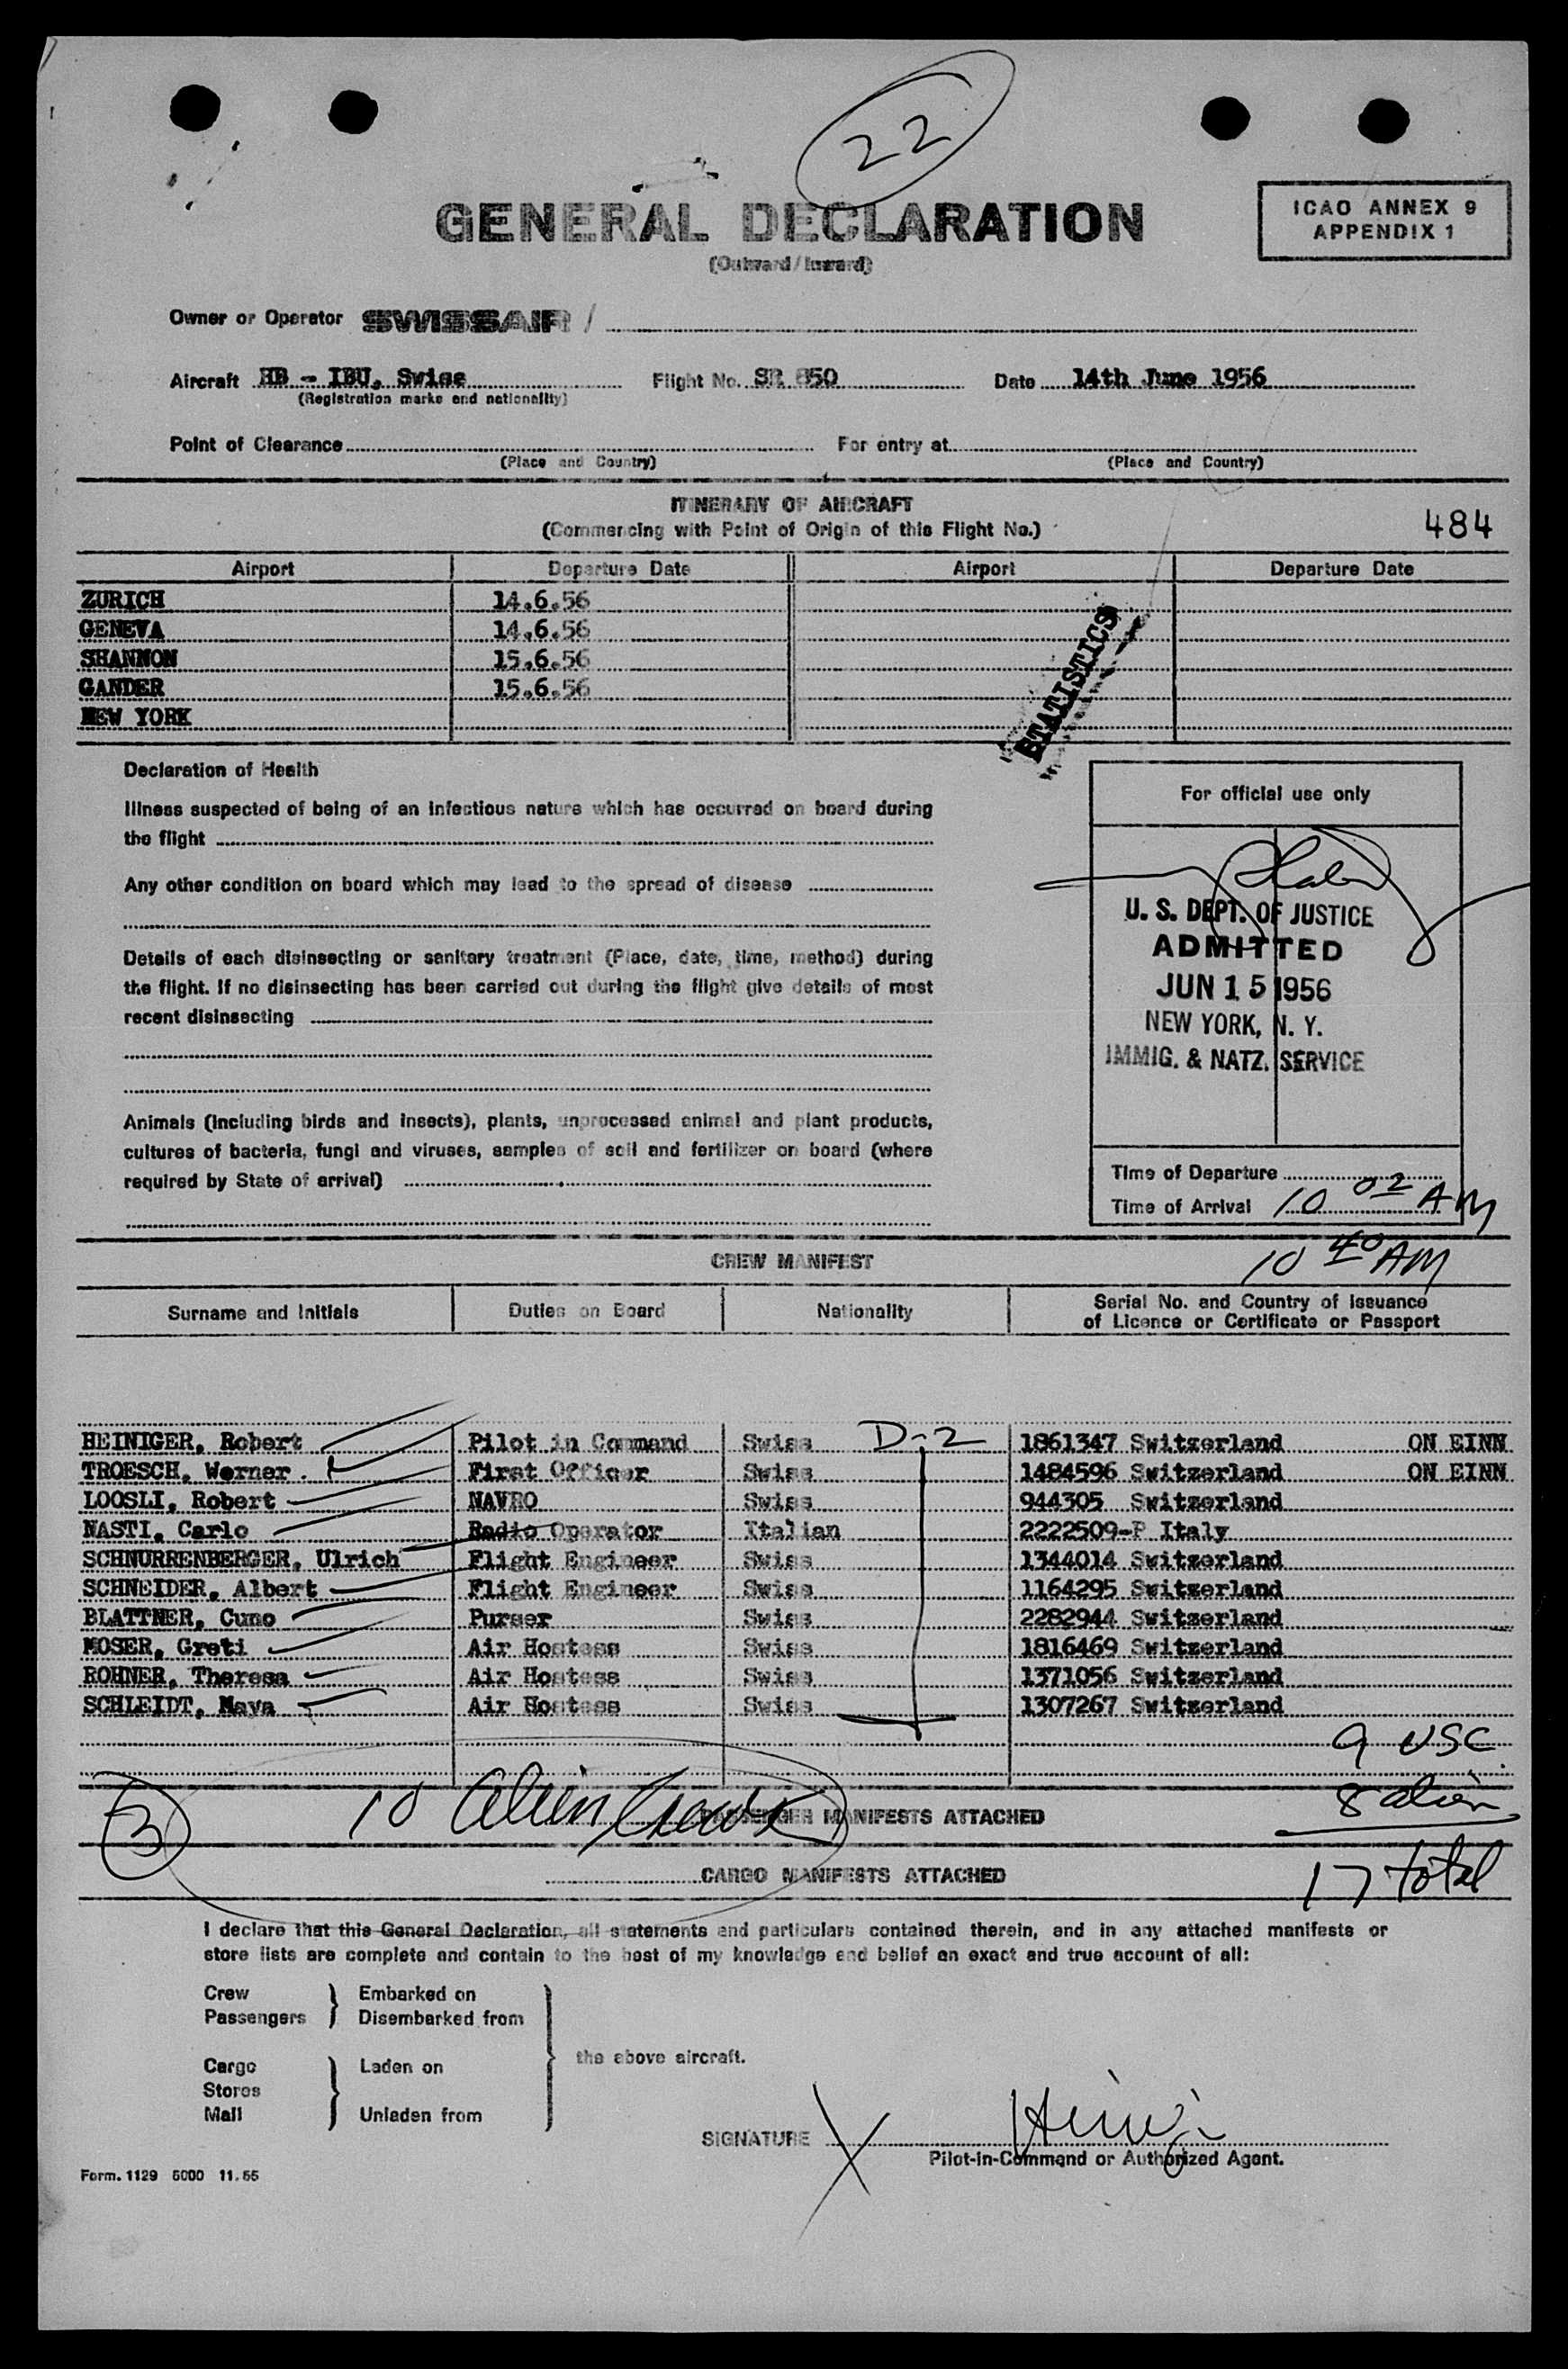 22
GENERAL DECLARATION
(Outward/Inward)
ICAO ANNEX 9
APPENDIX 1
Owner or Operator SWISSAIR /
Aircraft HB - IBU, Swiss Flight No. SR 850 Date 14th June 1956
(Registration marks and nationality)
Point of Clearance For entry at
(Place and Country) (Place and Country)
ITINERARY OF AIRCRAFT
(Commencing with Point of Origin of this Flight No.)
484
Airport Departure Date Airport Departure Date
ZURICH 14.6.56
GENEVA 14.6.56
SHANNON 15.6.56
GANDER 15.6.56
NEW YORK
STATISTICS
Declaration of Health
Illness suspected of being of an infectious nature which has occurred on board during
the flight
Any other condition on board which may lead to the spread of disease
Details of each disinsecting or sanitary treatment (Place, date, time, method) during
the flight. If no disinsecting has been carried out during the flight give details of most
recent disinsecting
Animals (including birds and insects), plants, unprocessed animal and plant products,
cultures of bacteria, fungi and viruses, samples of soil and fertilizer on board (where
required by State of arrival)
For official use only
U. S. DEPT. OF JUSTICE
ADMITTED
JUN 15 1956
NEW YORK, N. Y.
IMMIG. & NATZ. SERVICE
Time of Departure
Time of Arrival 10 02 AM
10 40 AM
CREW MANIFEST
Surname and Initials Duties on Board Nationality Serial No. and Country of Issuance
of Licence or Certificate or Passport
HEINIGER, Robert Pilot in Command Swiss D-2 1861347 Switzerland ON EINN
TROESCH, Werner. First Officer Swiss 1484596 Switzerland ON EINN
LOOSLI, Robert NAVRO Swiss 944305 Switzerland
NASTI, Carlo Radio Operator Italian 2222509-P Italy
SCHNURRENBERGER, Ulrich Flight Engineer Swiss 1344014 Switzerland
SCHNEIDER, Albert Flight Engineer Swiss 1164295 Switzerland
BLATTNER, Cuno Purser Swiss 2282944 Switzerland
MOSER, Greti Air Hostess Swiss 1816469 Switzerland
ROHNER, Theresa Air Hostess Swiss 1371056 Switzerland
SCHLEIDT, Maya Air Hostess Swiss 1307267 Switzerland
9 USC
3 10 Alien Crew PASSENGER MANIFESTS ATTACHED 8 alien
CARGO MANIFESTS ATTACHED 17 total
I declare that this General Declaration, all statements and particulars contained therein, and in any attached manifests or
store lists are complete and contain to the best of my knowledge and belief an exact and true account of all:
Crew Embarked on
Passengers Disembarked from
the above aircraft.
Cargo Laden on
Stores
Mail Unladen from
SIGNATURE X
Pilot-in-Command or Authorized Agent.
Form. 1129 5000 11.55